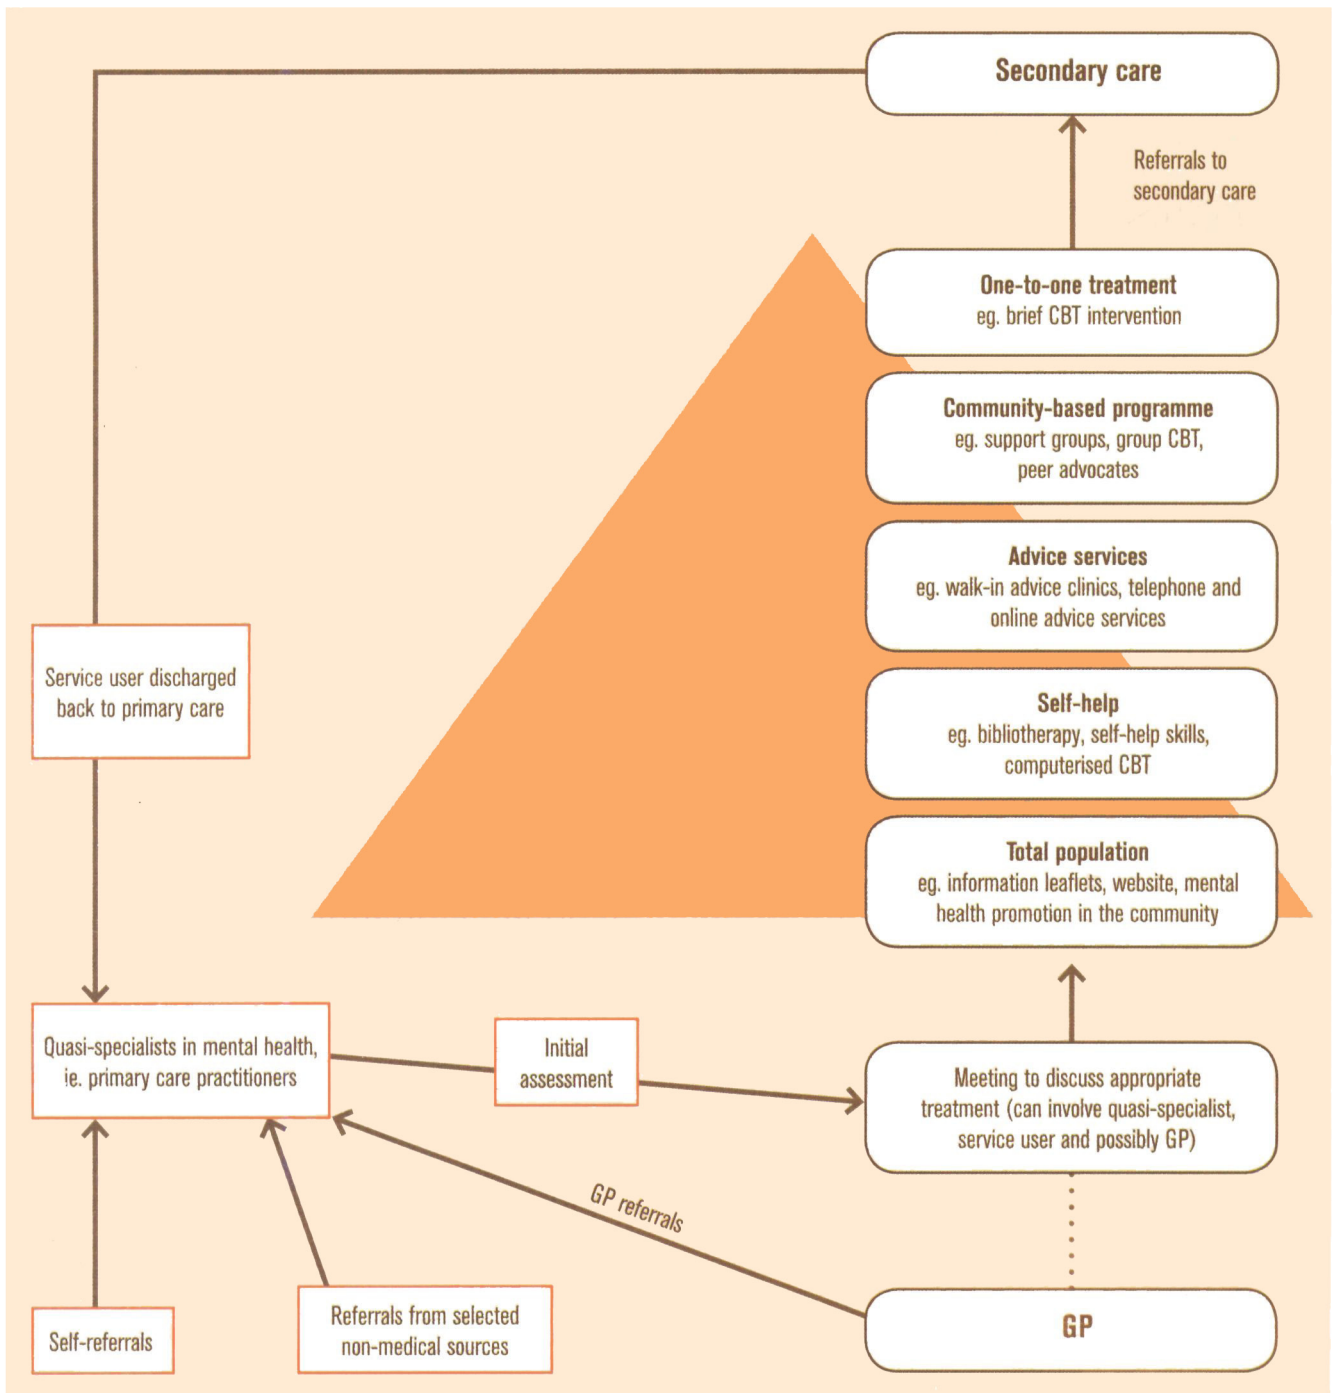 Secondary care
Referrals to
secondary care
One-to-one treatment
eg. brief CBT intervention
Community-based programme
eg. support groups, group CBT,
peer advocates
Advice services
eg. walk-in advice clinics, telephone and
online advice services
Service user discharged
back to primary care
Self-help
eg. bibliotherapy, self-help skills,
computerised CBT
Total population
eg. information leaflets, website, mental
health promotion in the community
Quasi-specialists in mental health,
ie. primary care practitioners
Initial
assessment
Meeting to discuss appropriate
treatment (can involve quasi-specialist,
service user and possibly GP)
GP referrals
Self-referrals
Referrals from selected
non-medical sources
GP